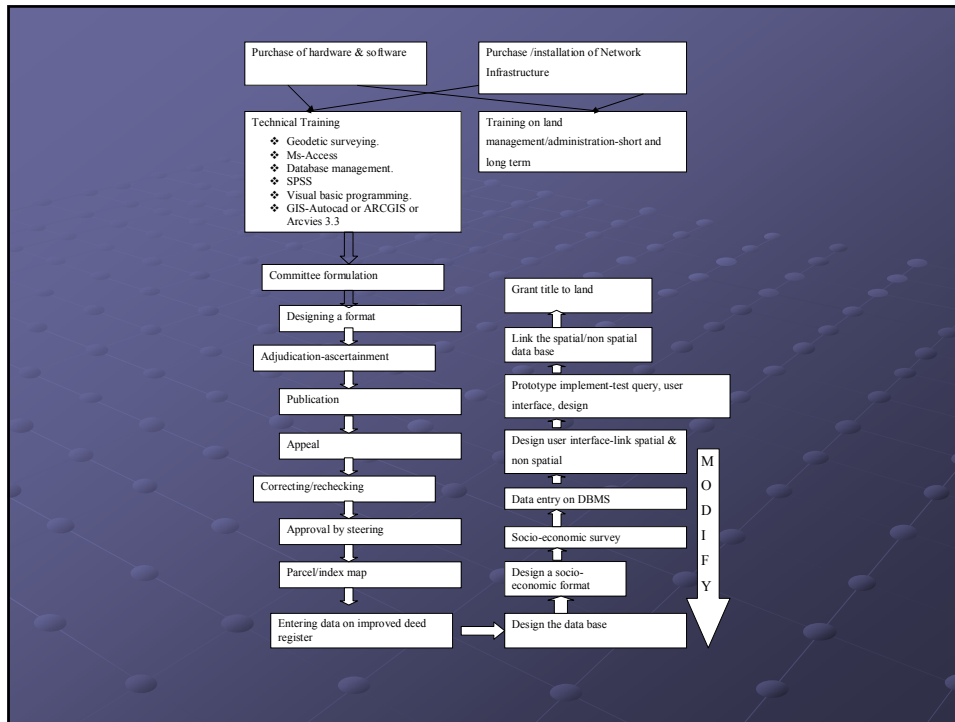 Purchase of hardware & software
Purchase /installation of Network
Infrastructure
Technical Training
❖ Geodetic surveying.
❖ Ms-Access
❖ Database management.
❖ SPSS
❖ Visual basic programming.
❖ GIS-Autocad or ARCGIS or
Arcvies 3.3
Training on land
management/administration-short and
long term
Committee formulation
Designing a format
Adjudication-ascertainment
Publication
Appeal
Correcting/rechecking
Approval by steering
Parcel/index map
Entering data on improved deed
register
Grant title to land
Link the spatial/non spatial
data base
Prototype implement-test query, user
interface, design
Design user interface-link spatial &
non spatial
Data entry on DBMS
Socio-economic survey
Design a socio-
economic format
Design the data base
M
O
D
I
F
Y